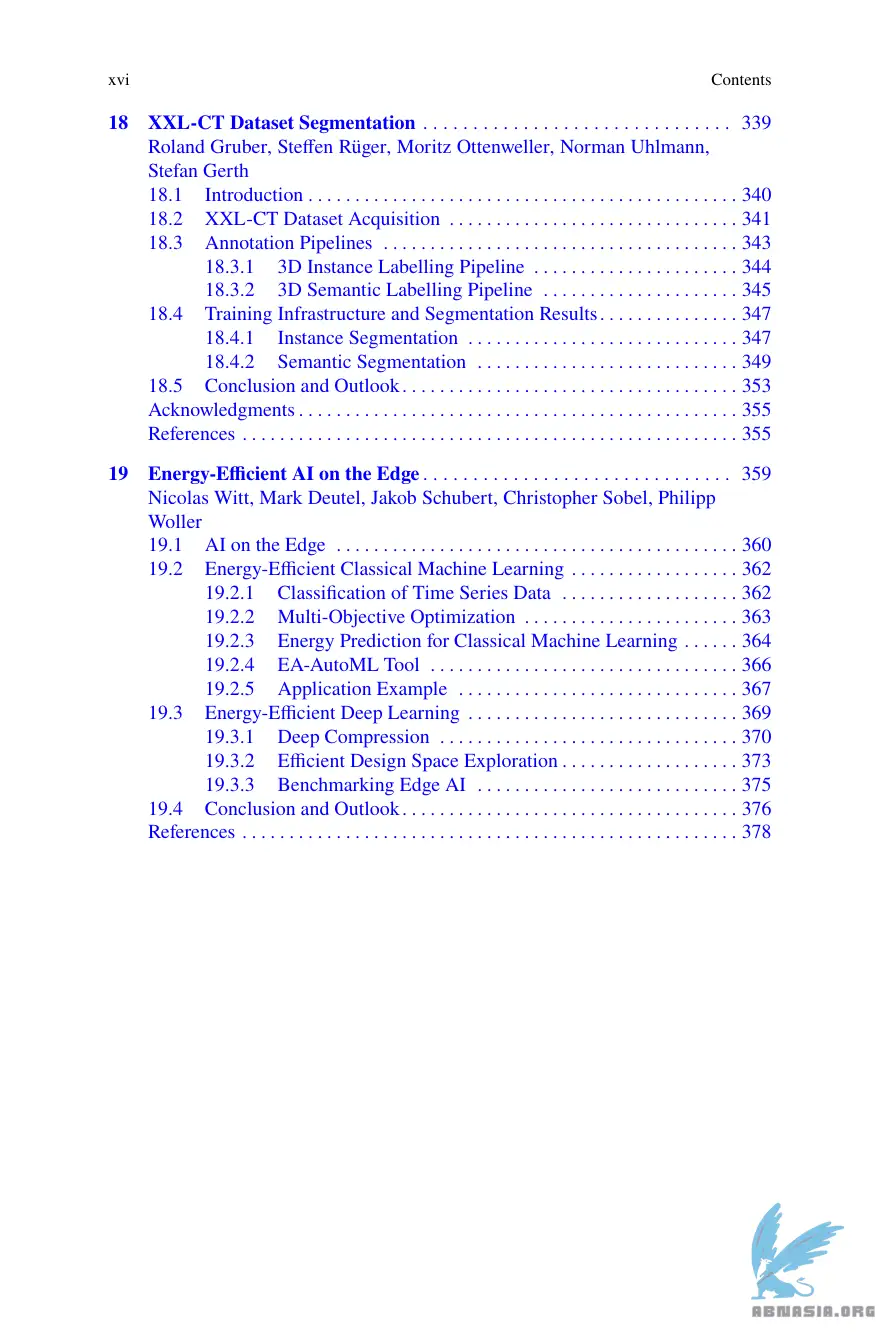 xvi Contents
18 XXL-CT Dataset Segmentation . . . . . . . . . . . . . . . . . . . . . . . . . . . . . . . 339
Roland Gruber, Steffen Rüger, Moritz Ottenweller, Norman Uhlmann,
Stefan Gerth
18.1 Introduction . . . . . . . . . . . . . . . . . . . . . . . . . . . . . . . . . . . . . . . . . . . . . . 340
18.2 XXL-CT Dataset Acquisition . . . . . . . . . . . . . . . . . . . . . . . . . . . . . . . 341
18.3 Annotation Pipelines . . . . . . . . . . . . . . . . . . . . . . . . . . . . . . . . . . . . . . 343
18.3.1 3D Instance Labelling Pipeline . . . . . . . . . . . . . . . . . . . . . . 344
18.3.2 3D Semantic Labelling Pipeline . . . . . . . . . . . . . . . . . . . . . 345
18.4 Training Infrastructure and Segmentation Results . . . . . . . . . . . . . . . 347
18.4.1 Instance Segmentation . . . . . . . . . . . . . . . . . . . . . . . . . . . . . 347
18.4.2 Semantic Segmentation . . . . . . . . . . . . . . . . . . . . . . . . . . . . 349
18.5 Conclusion and Outlook . . . . . . . . . . . . . . . . . . . . . . . . . . . . . . . . . . . . 353
Acknowledgments . . . . . . . . . . . . . . . . . . . . . . . . . . . . . . . . . . . . . . . . . . . . . . . 355
References . . . . . . . . . . . . . . . . . . . . . . . . . . . . . . . . . . . . . . . . . . . . . . . . . . . . . 355
19 Energy-Efficient AI on the Edge . . . . . . . . . . . . . . . . . . . . . . . . . . . . . . . 359
Nicolas Witt, Mark Deutel, Jakob Schubert, Christopher Sobel, Philipp
Woller
19.1 AI on the Edge . . . . . . . . . . . . . . . . . . . . . . . . . . . . . . . . . . . . . . . . . . . 360
19.2 Energy-Efficient Classical Machine Learning . . . . . . . . . . . . . . . . . . 362
19.2.1 Classification of Time Series Data . . . . . . . . . . . . . . . . . . . 362
19.2.2 Multi-Objective Optimization . . . . . . . . . . . . . . . . . . . . . . . 363
19.2.3 Energy Prediction for Classical Machine Learning . . . . . . 364
19.2.4 EA-AutoML Tool . . . . . . . . . . . . . . . . . . . . . . . . . . . . . . . . . 366
19.2.5 Application Example . . . . . . . . . . . . . . . . . . . . . . . . . . . . . . 367
19.3 Energy-Efficient Deep Learning . . . . . . . . . . . . . . . . . . . . . . . . . . . . . 369
19.3.1 Deep Compression . . . . . . . . . . . . . . . . . . . . . . . . . . . . . . . . 370
19.3.2 Efficient Design Space Exploration . . . . . . . . . . . . . . . . . . . 373
19.3.3 Benchmarking Edge AI . . . . . . . . . . . . . . . . . . . . . . . . . . . . 375
19.4 Conclusion and Outlook . . . . . . . . . . . . . . . . . . . . . . . . . . . . . . . . . . . . 376
References . . . . . . . . . . . . . . . . . . . . . . . . . . . . . . . . . . . . . . . . . . . . . . . . . . . . . 378
ABNASIA.ORG